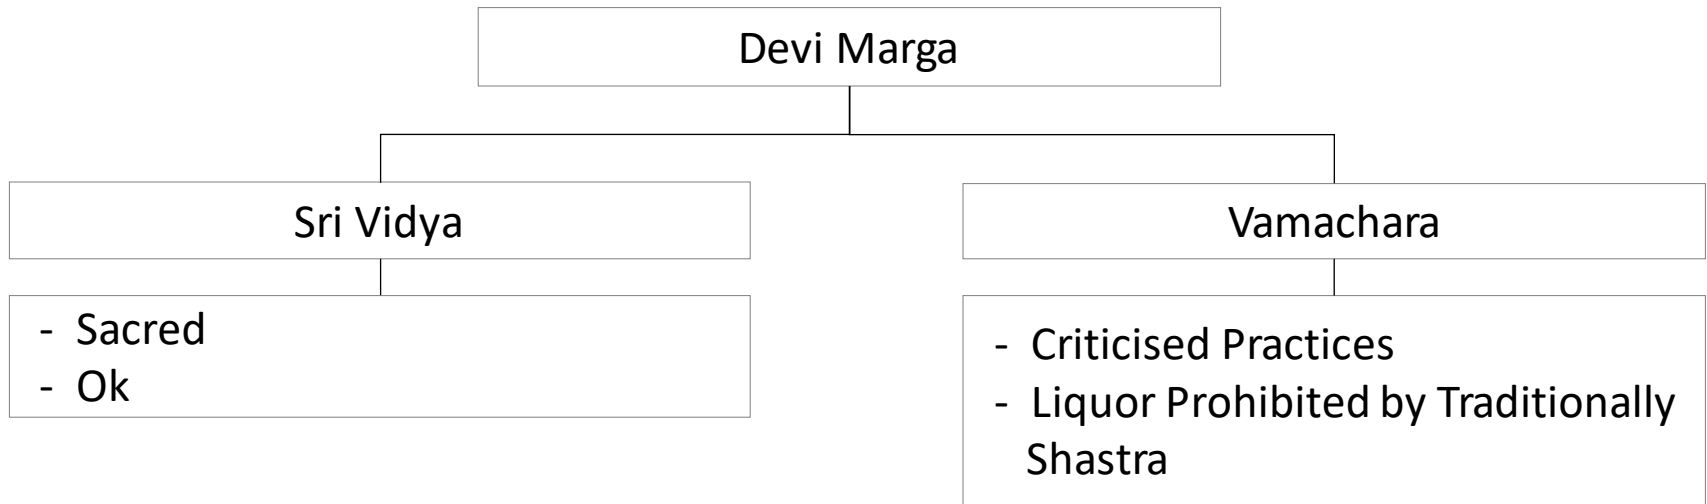 Devi Marga
Sri Vidya
Vamachara
- Sacred
- Ok
- Criticised Practices
- Liquor Prohibited by Traditionally
Shastra